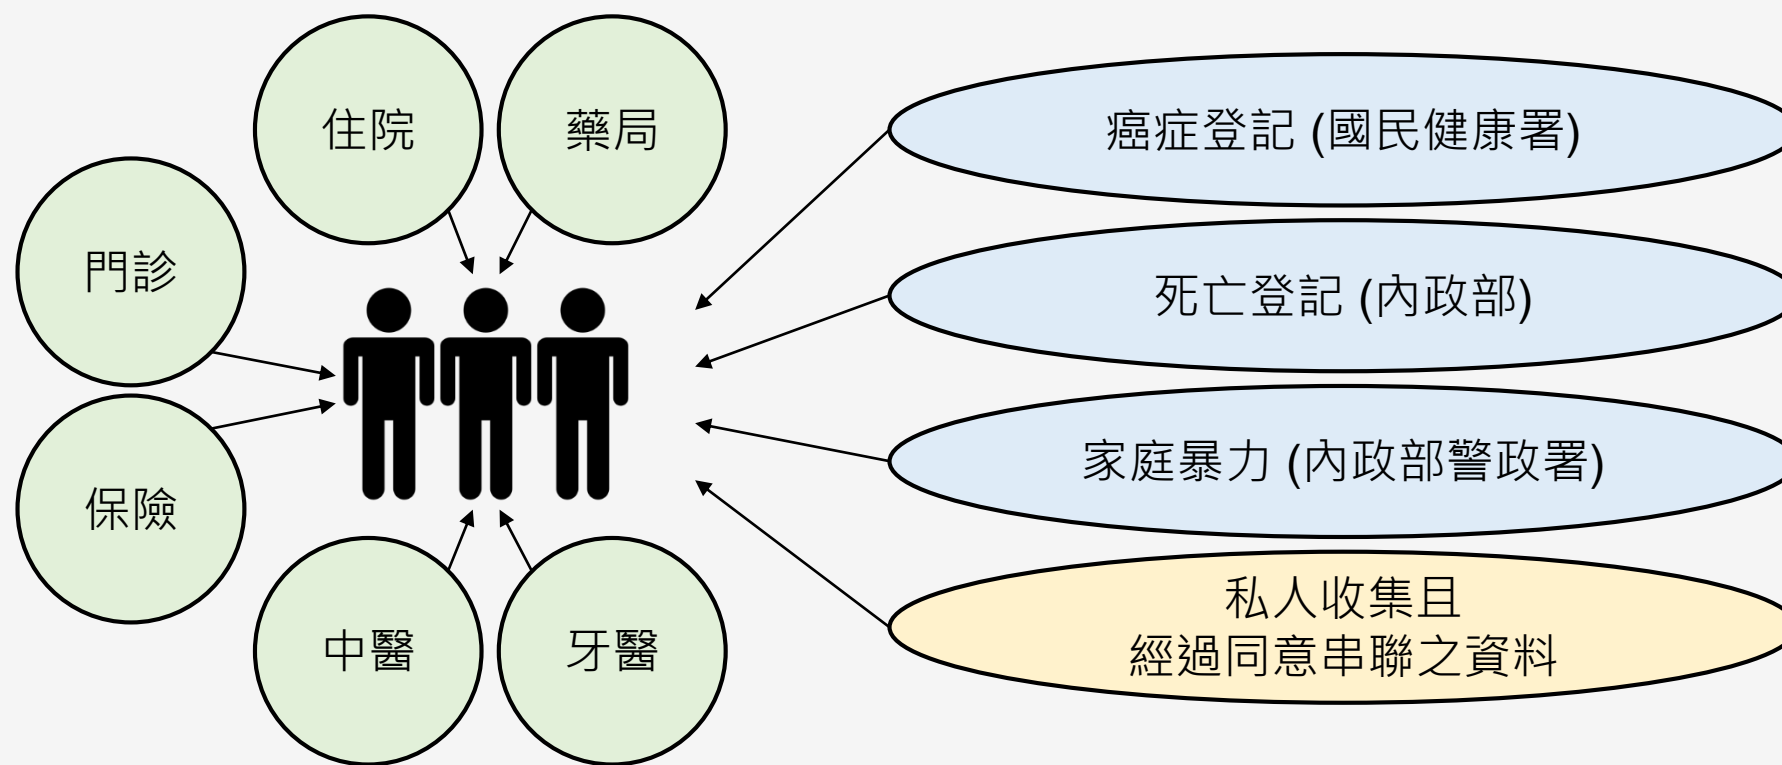 住院
藥局
門診
保險
中醫
牙醫
癌症登記 (國民健康署)
死亡登記 (內政部)
家庭暴力 (內政部警政署)
私人收集且
經過同意串聯之資料